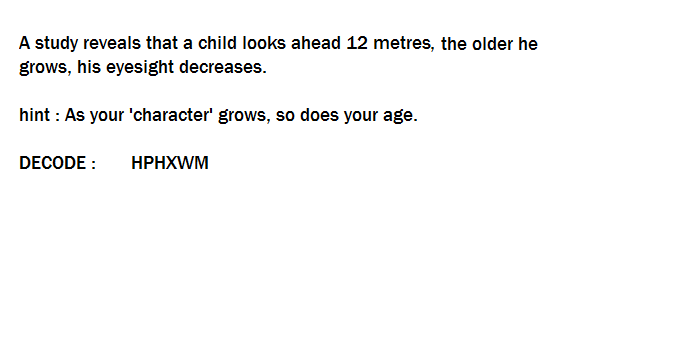 A study reveals that a child looks ahead 12 metres, the older he
grows, his eyesight decreases.
hint : As your 'character' grows, so does your age.
DECODE : HPHXWM